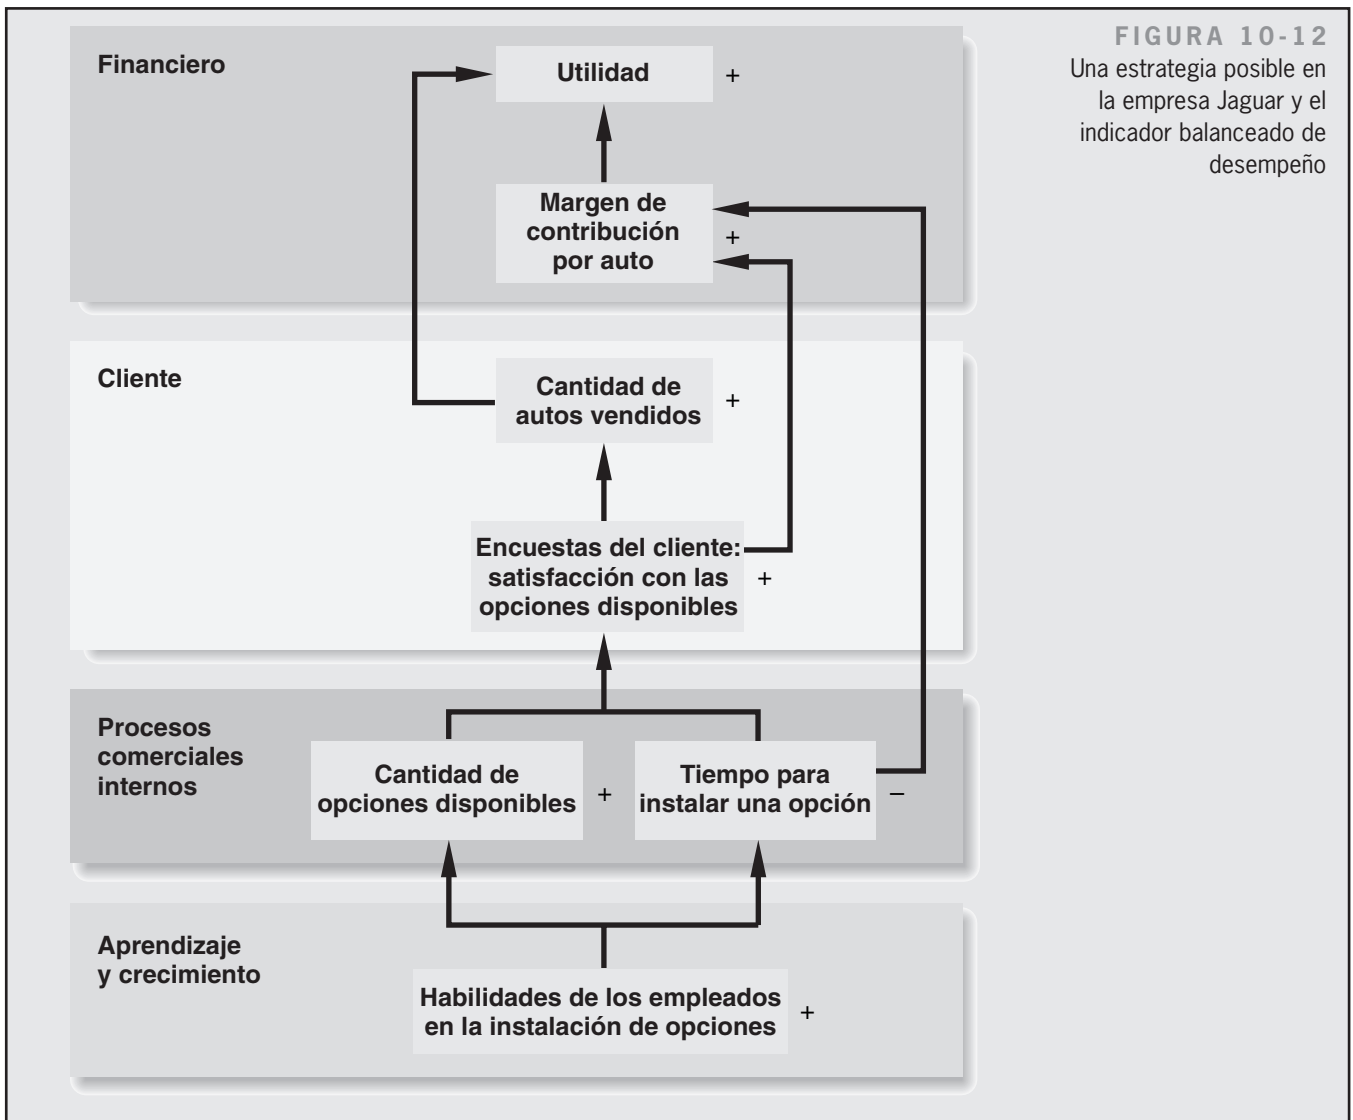 FIGURA 10-12
Una estrategia posible en
la empresa Jaguar y el
indicador balanceado de
desempeño
Financiero
Utilidad
+
Margen de
contribución
por auto
+
Cliente
Cantidad de
autos vendidos
+
Encuestas del cliente:
satisfacción con las
opciones disponibles
+
Procesos
comerciales
internos
Cantidad de
opciones disponibles
+
Tiempo para
instalar una opción
–
Aprendizaje
y crecimiento
Habilidades de los empleados
en la instalación de opciones
+